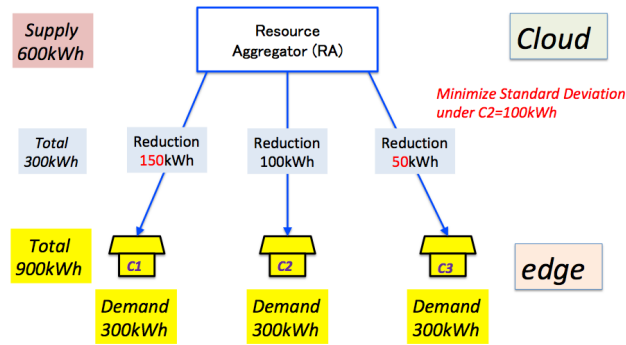 Supply
600kWh
Resource
Aggregator (RA)
Cloud
Minimize Standard Deviation
under C2=100kWh
Total
300kWh
Reduction
150kWh
Reduction
100kWh
Reduction
50kWh
Total
900kWh
C1
C2
C3
edge
Demand
300kWh
Demand
300kWh
Demand
300kWh